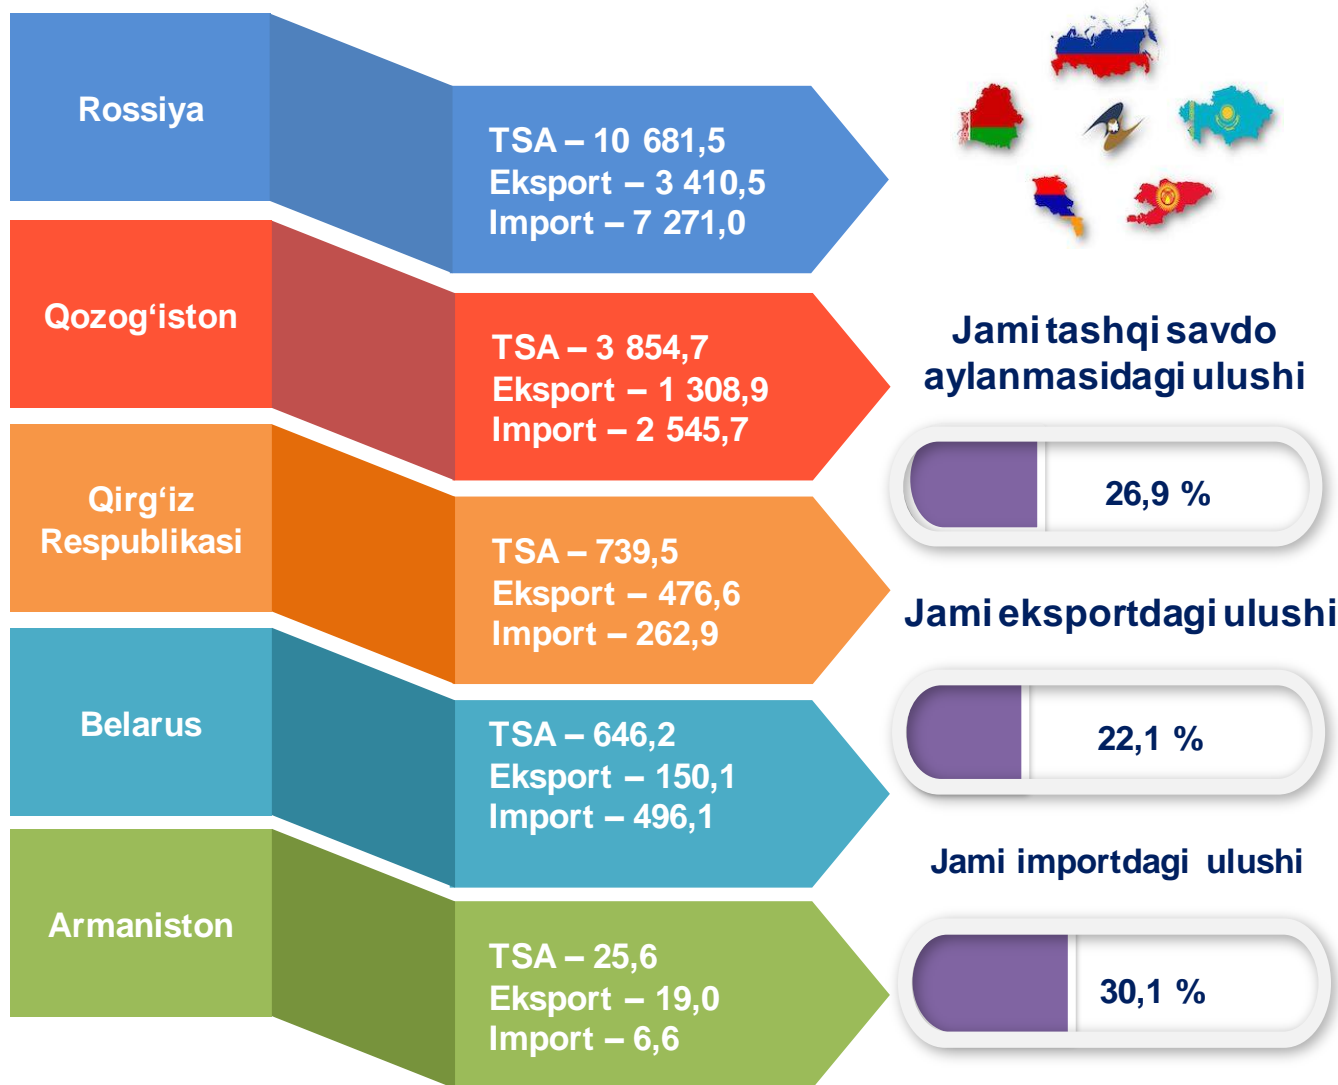 Rossiya
TSA – 10 681,5
Eksport – 3 410,5
Import – 7 271,0
Qozog‘iston
TSA – 3 854,7
Eksport – 1 308,9
Import – 2 545,7
Qirg‘iz
Respublikasi
TSA – 739,5
Eksport – 476,6
Import – 262,9
Belarus
TSA – 646,2
Eksport – 150,1
Import – 496,1
Armaniston
TSA – 25,6
Eksport – 19,0
Import – 6,6
Jami tashqi savdo
aylanmasidagi ulushi
26,9 %
Jami eksportdagi ulushi
22,1 %
Jami importdagi ulushi
30,1 %